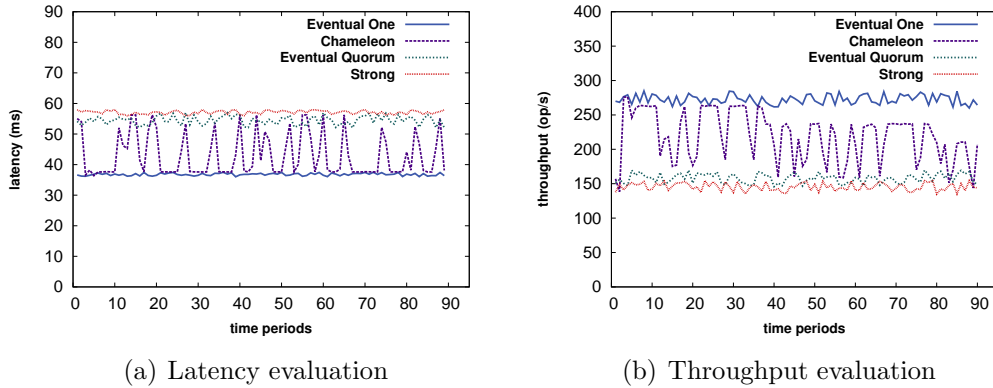 90
80
70
60
50
40
30
20
10
0
latency (ms)
Eventual One
Chameleon
Eventual Quorum
Strong
0 10 20 30 40 50 60 70 80 90
time periods
(a) Latency evaluation
400
350
300
250
200
150
100
50
0
throughput (op/s)
Eventual One
Chameleon
Eventual Quorum
Strong
0 10 20 30 40 50 60 70 80 90
time periods
(b) Throughput evaluation